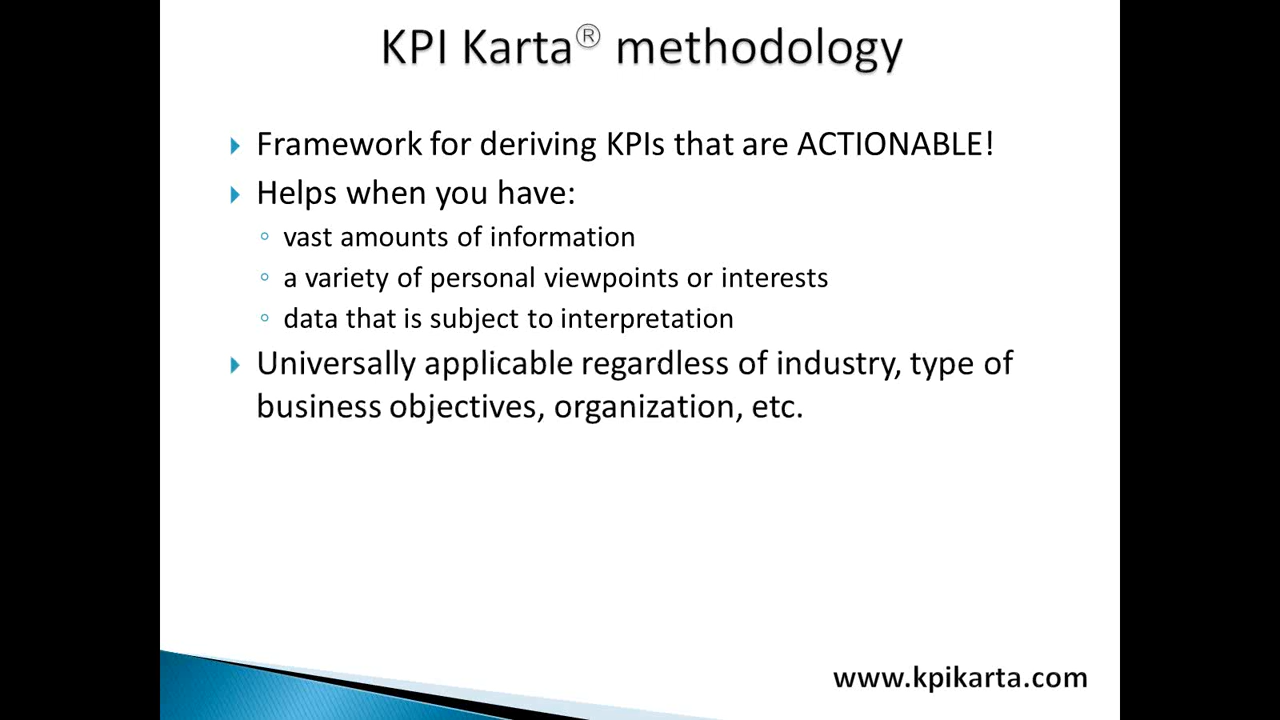 KPI Karta® methodology
Framework for deriving KPIs that are ACTIONABLE!
Helps when you have:
vast amounts of information
a variety of personal viewpoints or interests
data that is subject to interpretation
Universally applicable regardless of industry, type of
business objectives, organization, etc.
www.kpikarta.com